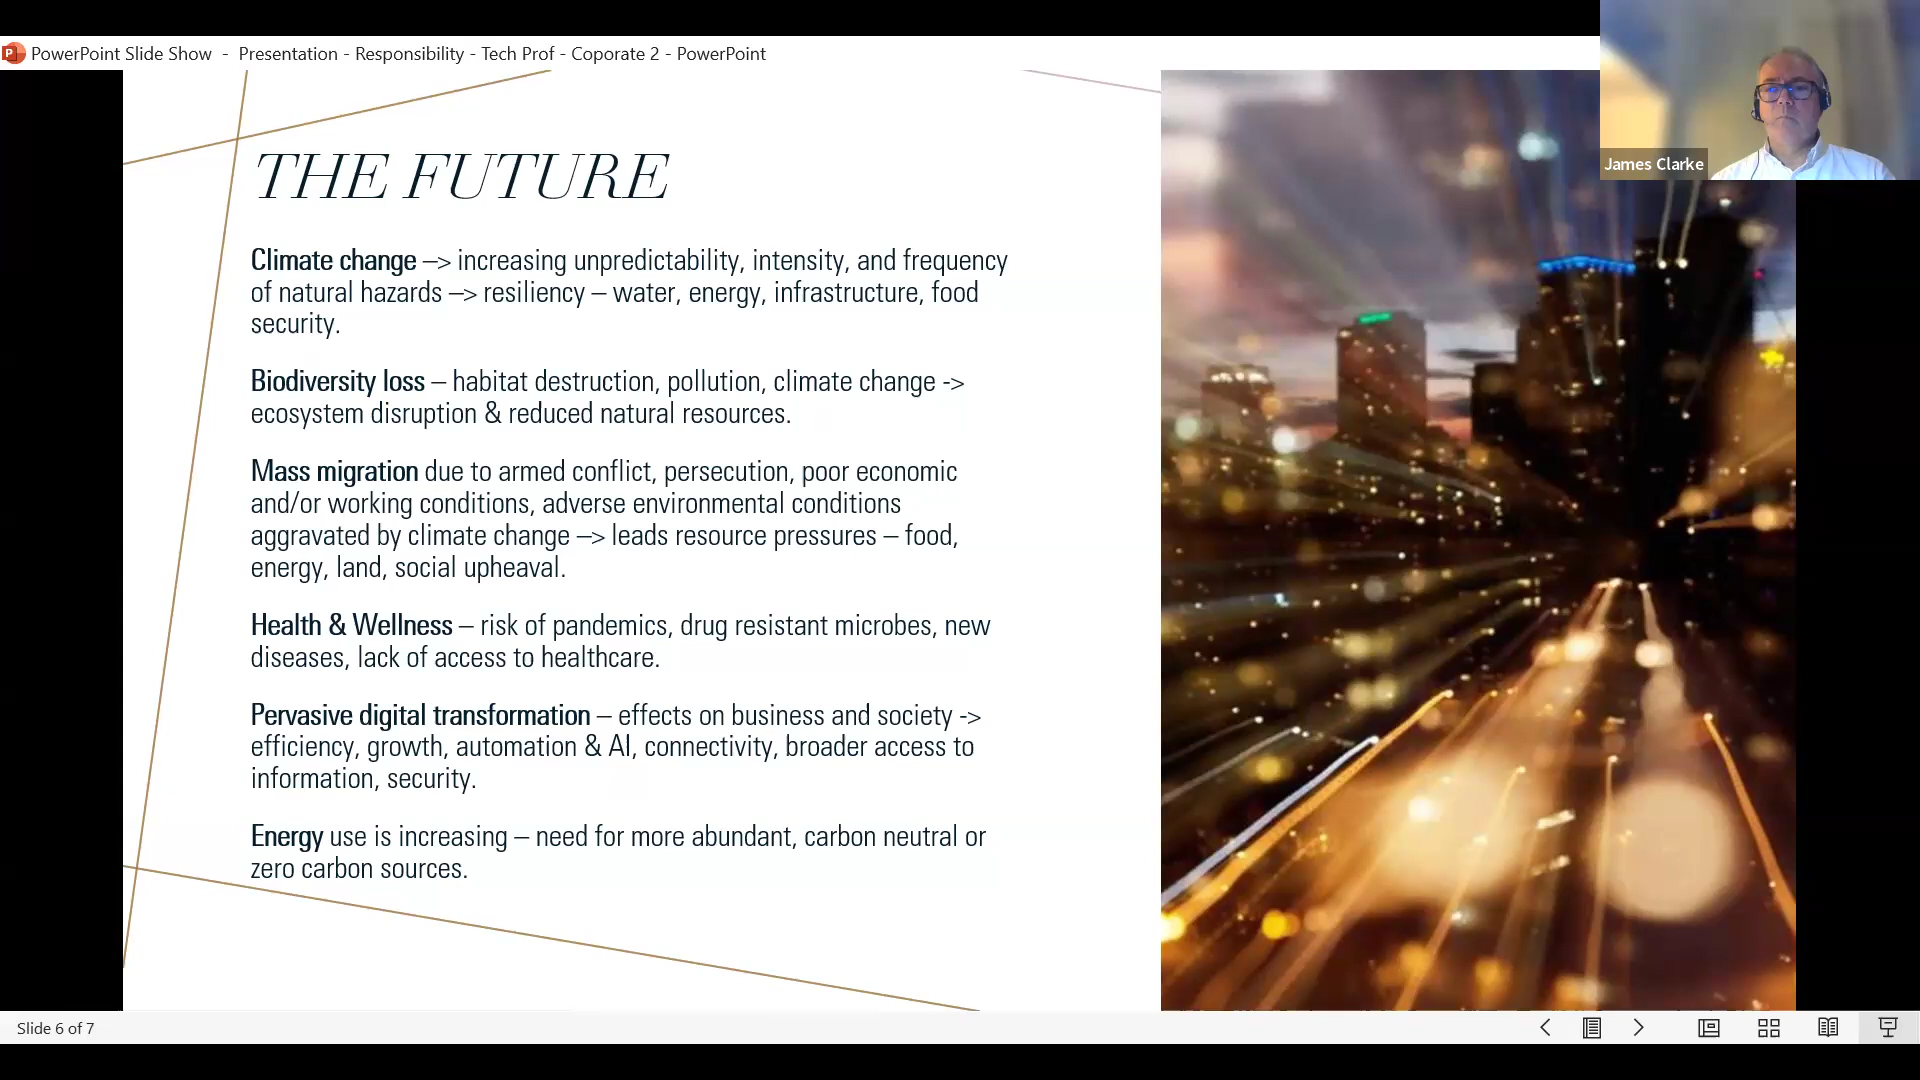 PowerPoint Slide Show - Presentation - Responsibility - Tech Prof - Coporate 2 - PowerPoint
James Clarke
THE FUTURE
Climate change –> increasing unpredictability, intensity, and frequency
of natural hazards –> resiliency – water, energy, infrastructure, food
security.
Biodiversity loss – habitat destruction, pollution, climate change ->
ecosystem disruption & reduced natural resources.
Mass migration due to armed conflict, persecution, poor economic
and/or working conditions, adverse environmental conditions
aggravated by climate change –> leads resource pressures – food,
energy, land, social upheaval.
Health & Wellness – risk of pandemics, drug resistant microbes, new
diseases, lack of access to healthcare.
Pervasive digital transformation – effects on business and society ->
efficiency, growth, automation & AI, connectivity, broader access to
information, security.
Energy use is increasing – need for more abundant, carbon neutral or
zero carbon sources.
Slide 6 of 7